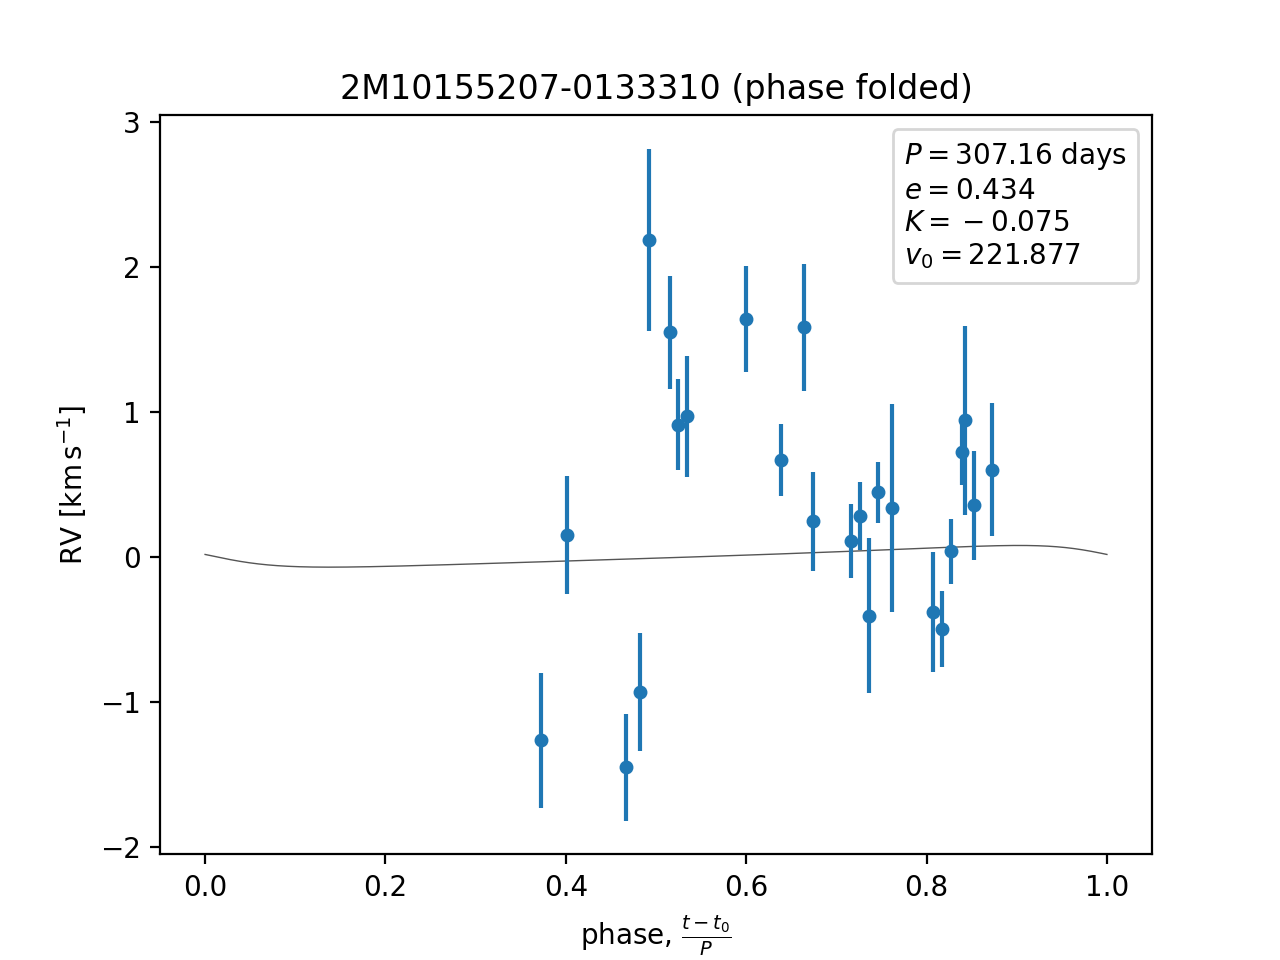 2M10155207-0133310 (phase folded)
P = 307.16 days
e = 0.434
K = −0.075
v₀ = 221.877
RV [km s⁻¹]
3
2
1
0
−1
−2
0.0 0.2 0.4 0.6 0.8 1.0
phase, (t − t₀)/P